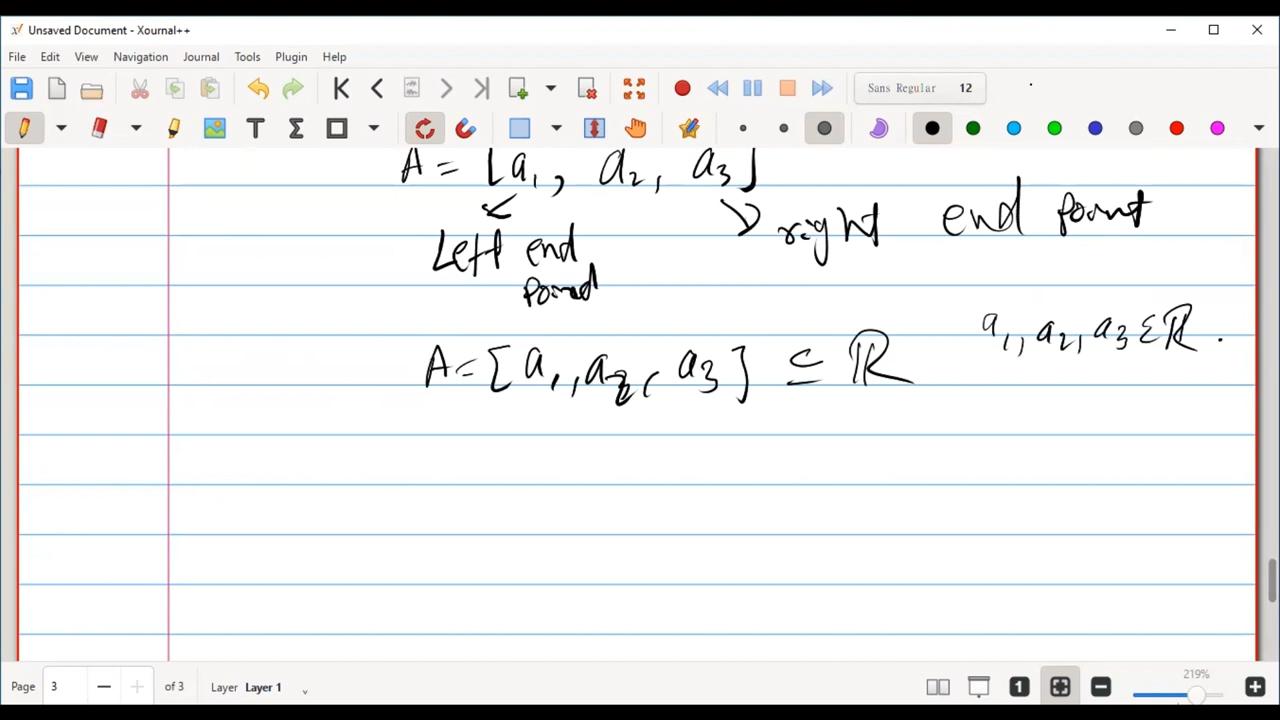 Unsaved Document - Xournal++
File Edit View Navigation Journal Tools Plugin Help
Sans Regular 12
A = [a₁, a₂, a₃]
Left end right end point
a₁, a₂, a₃ ∈ ℝ.
A = [a₁, a₂, a₃] ⊆ ℝ
219%
Page 3 of 3 Layer Layer 1